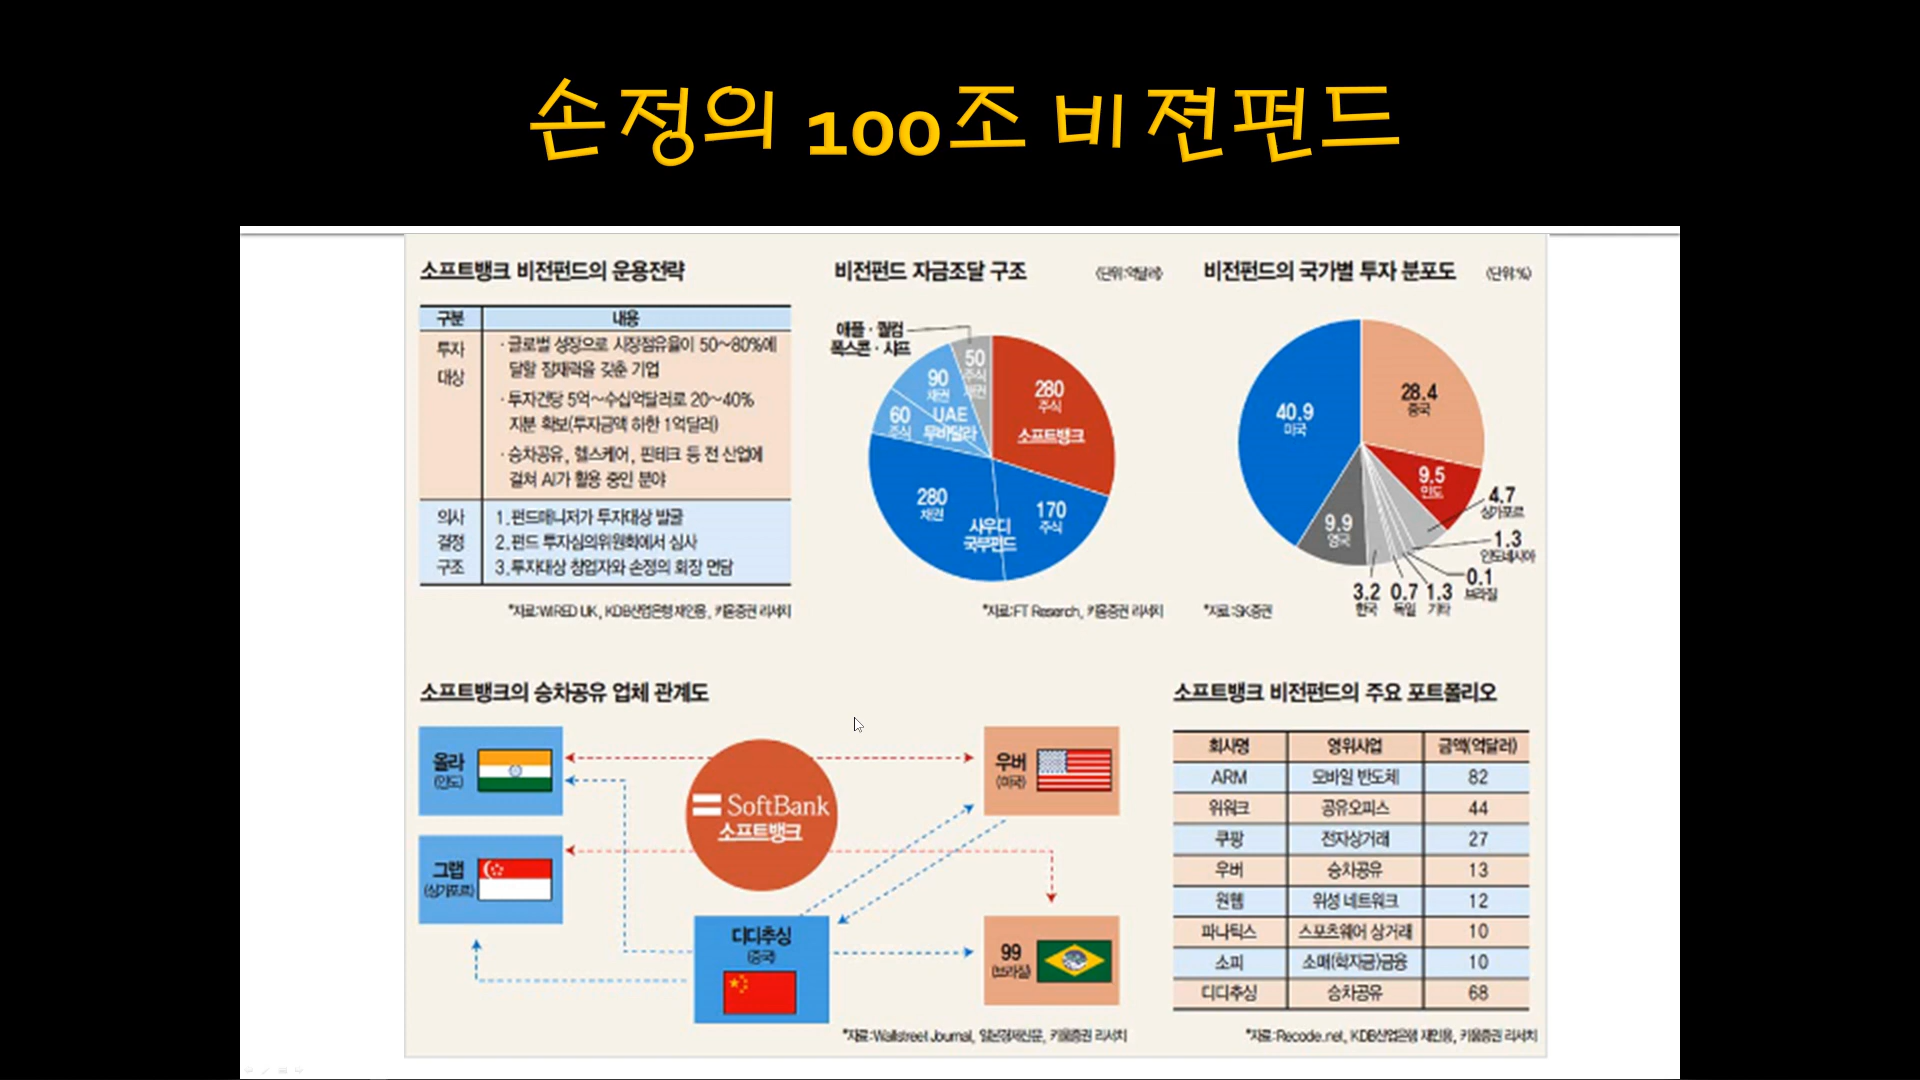 손정의 100조 비젼펀드
소프트뱅크 비전펀드의 운용전략
구분 내용
투자
대상
· 글로벌 성장으로 시장점유율이 50~80%에
달할 잠재력을 갖춘 기업
· 투자건당 5억~수십억달러로 20~40%
지분 확보(투자금액 하한 1억달러)
· 승차공유, 헬스케어, 핀테크 등 전 산업에
걸쳐 AI가 활용 중인 분야
의사
결정
구조
1. 펀드매니저가 투자대상 발굴
2. 펀드 투자심의위원회에서 심사
3. 투자대상 창업자와 손정의 회장 면담
*자료:WIRED UK, KDB산업은행 재인용, 키움증권 리서치
비전펀드 자금조달 구조 (단위:억달러)
애플 · 퀄컴
폭스콘 · 샤프
50
주식
채권
280
주식
소프트뱅크
90
채권
60
주식
UAE
무바달라
280
채권
170
주식
사우디
국부펀드
*자료:FT Reserch, 키움증권 리서치
비전펀드의 국가별 투자 분포도 (단위:%)
28.4
중국
40.9
미국
9.5
인도
4.7
싱가포르
9.9
영국
1.3
인도네시아
0.1
브라질
3.2
한국
0.7
독일
1.3
기타
*자료:SK증권
소프트뱅크의 승차공유 업체 관계도
올라
(인도)
우버
(미국)
SoftBank
소프트뱅크
그랩
(싱가포르)
디디추싱
(중국)
99
(브라질)
*자료:Wallstreet Journal, 일본경제신문, 키움증권 리서치
소프트뱅크 비전펀드의 주요 포트폴리오
회사명 영위사업 금액(억달러)
ARM 모바일 반도체 82
위워크 공유오피스 44
쿠팡 전자상거래 27
우버 승차공유 13
원웹 위성 네트워크 12
파나틱스 스포츠웨어 상거래 10
소피 소매(학자금)금융 10
디디추싱 승차공유 68
*자료:Recode.net, KDB산업은행 재인용, 키움증권 리서치